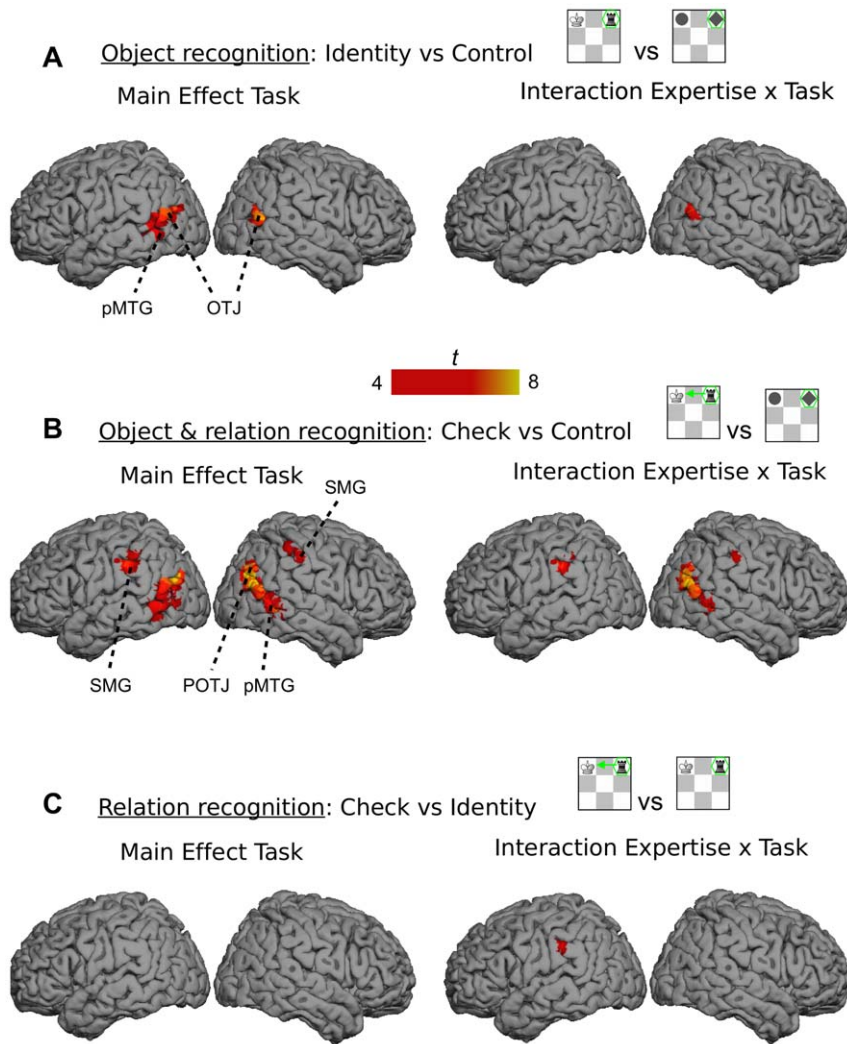 A Object recognition: Identity vs Control vs
Main Effect Task
Interaction Expertise x Task
pMTG
OTJ
t
4
8
B Object & relation recognition: Check vs Control vs
Main Effect Task
Interaction Expertise x Task
SMG
SMG
POTJ
pMTG
C Relation recognition: Check vs Identity vs
Main Effect Task
Interaction Expertise x Task